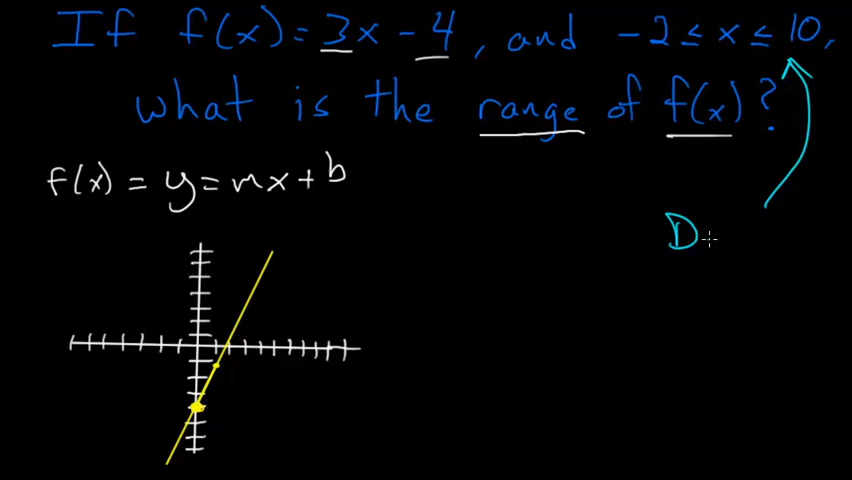 If f(x) = 3x - 4, and -2 ≤ x ≤ 10,
what is the range of f(x)?
f(x) = y = mx + b
D